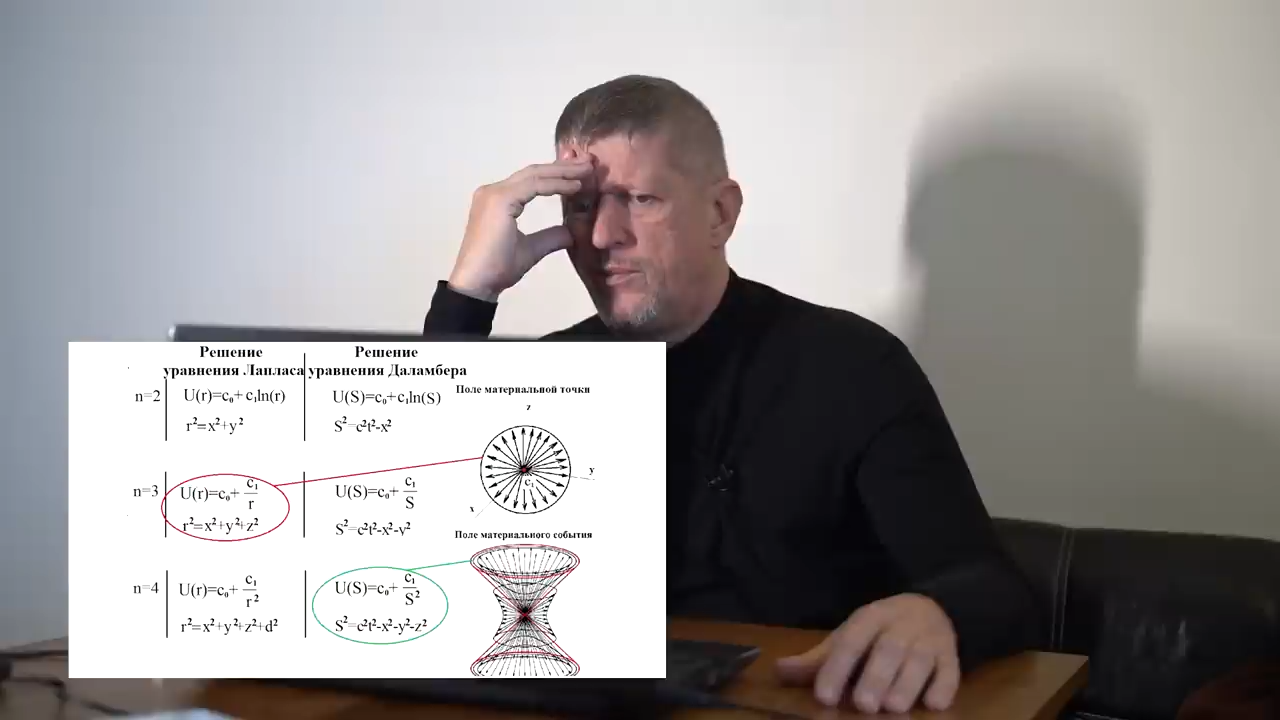 Решение
уравнения Лапласа
Решение
уравнения Даламбера
n=2
U(r)=c₀+c₁ln(r)
r²=x²+y²
U(S)=c₀+c₁ln(S)
S²=c²t²-x²
n=3
U(r)=c₀+c₁/r
r²=x²+y²+z²
U(S)=c₀+c₁/S
S²=c²t²-x²-y²
n=4
U(r)=c₀+c₁/r²
r²=x²+y²+z²+d²
U(S)=c₀+c₁/S²
S²=c²t²-x²-y²-z²
Поле материальной точки
z
y
c₁
x
Поле материального события